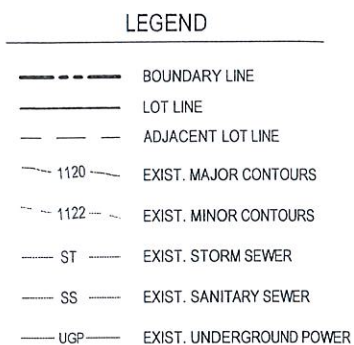 LEGEND
BOUNDARY LINE
LOT LINE
ADJACENT LOT LINE
1120 EXIST. MAJOR CONTOURS
1122 EXIST. MINOR CONTOURS
ST EXIST. STORM SEWER
SS EXIST. SANITARY SEWER
UGP EXIST. UNDERGROUND POWER